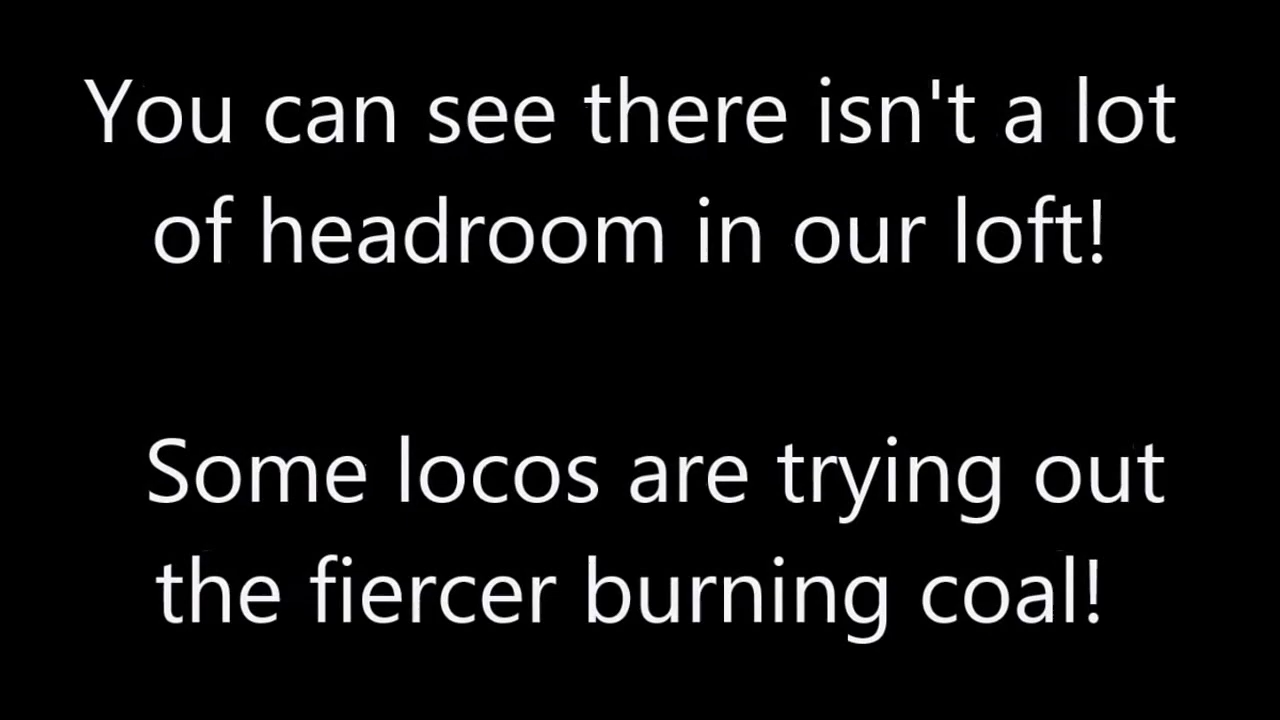 You can see there isn't a lot
of headroom in our loft!
Some locos are trying out
the fiercer burning coal!